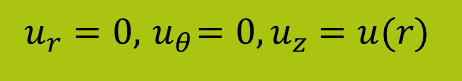 u_r = 0, u_θ = 0, u_z = u(r)